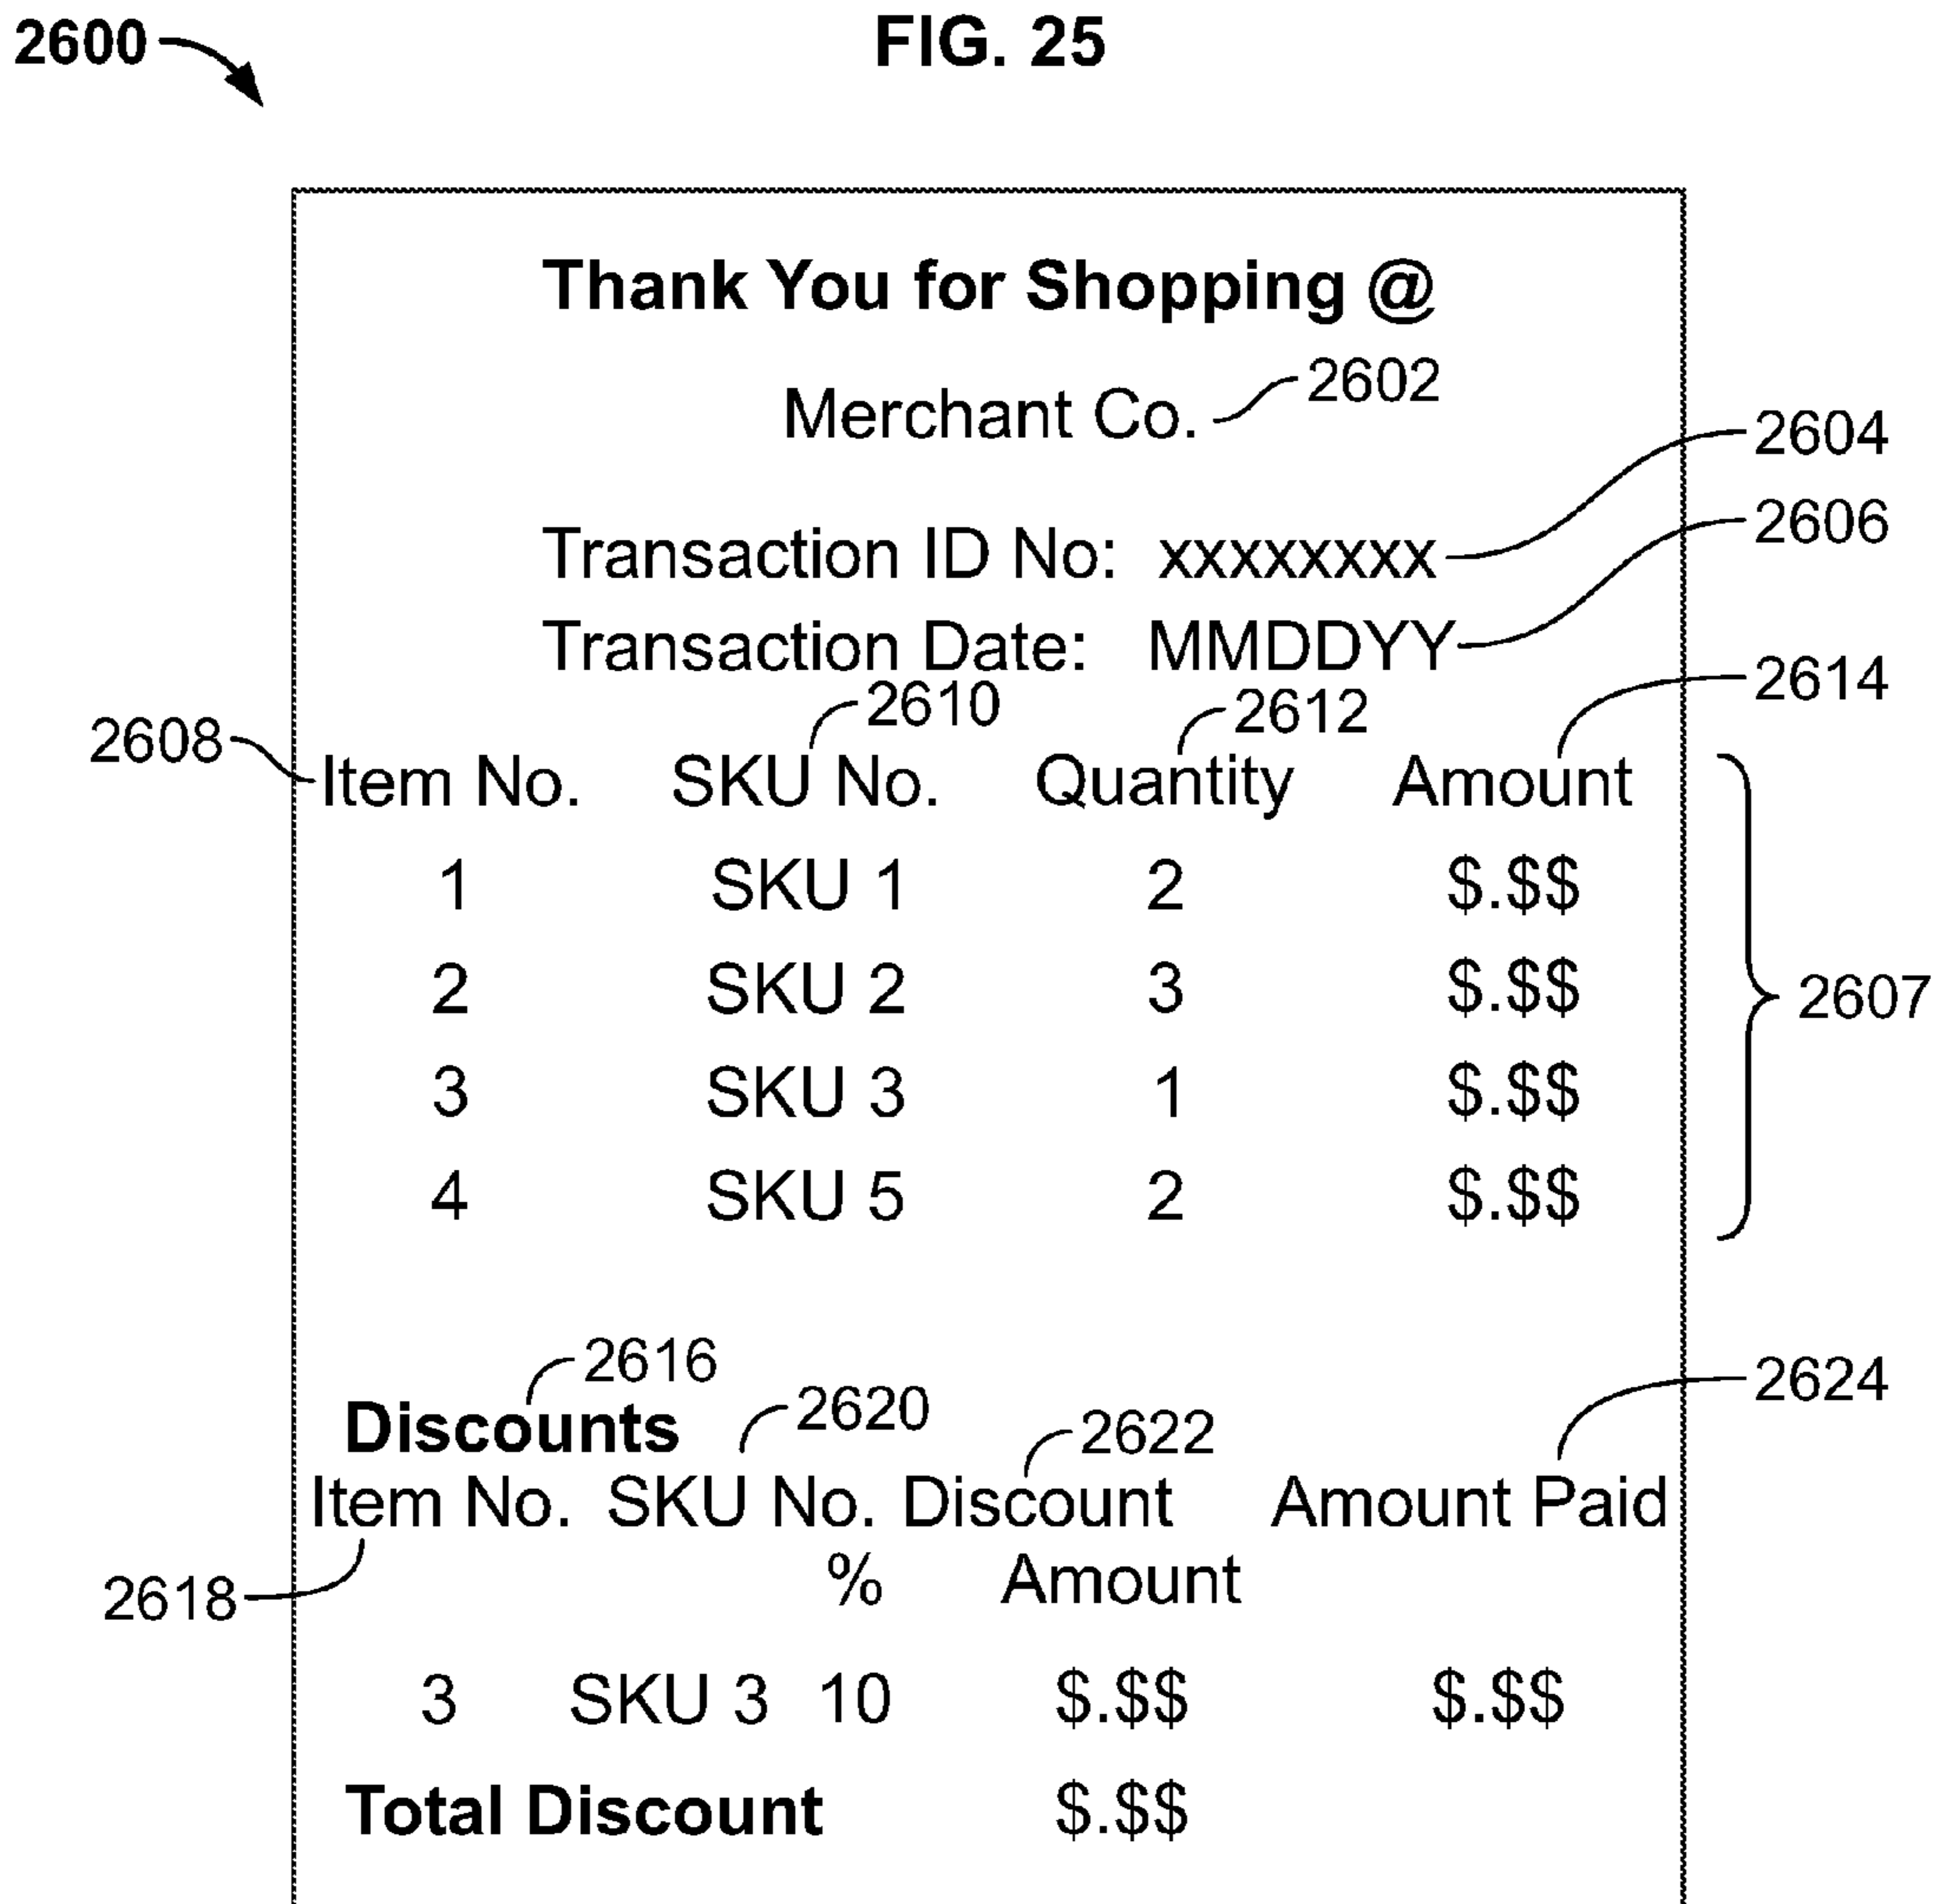 2600 FIG. 25
Thank You for Shopping @
2602
Merchant Co.
2604
2606
Transaction ID No: xxxxxxxx
Transaction Date: MMDDYY
2610 2612 2614
2608
Item No. SKU No. Quantity Amount
1 SKU 1 2 $.$$
2 SKU 2 3 $.$$
2607
3 SKU 3 1 $.$$
4 SKU 5 2 $.$$
2616 2624
2620
Discounts 2622
Item No. SKU No. Discount Amount Paid
% Amount
2618
3 SKU 3 10 $.$$ $.$$
Total Discount $.$$